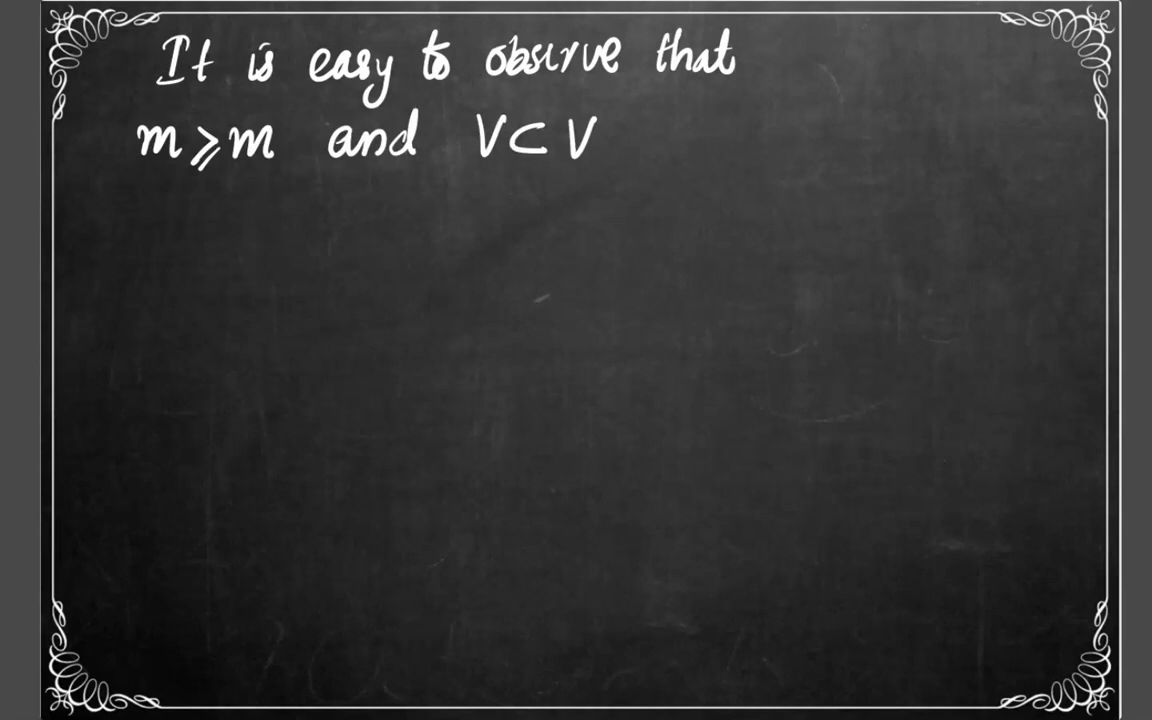 It is easy to observe that
m ⩾ m and V ⊂ V